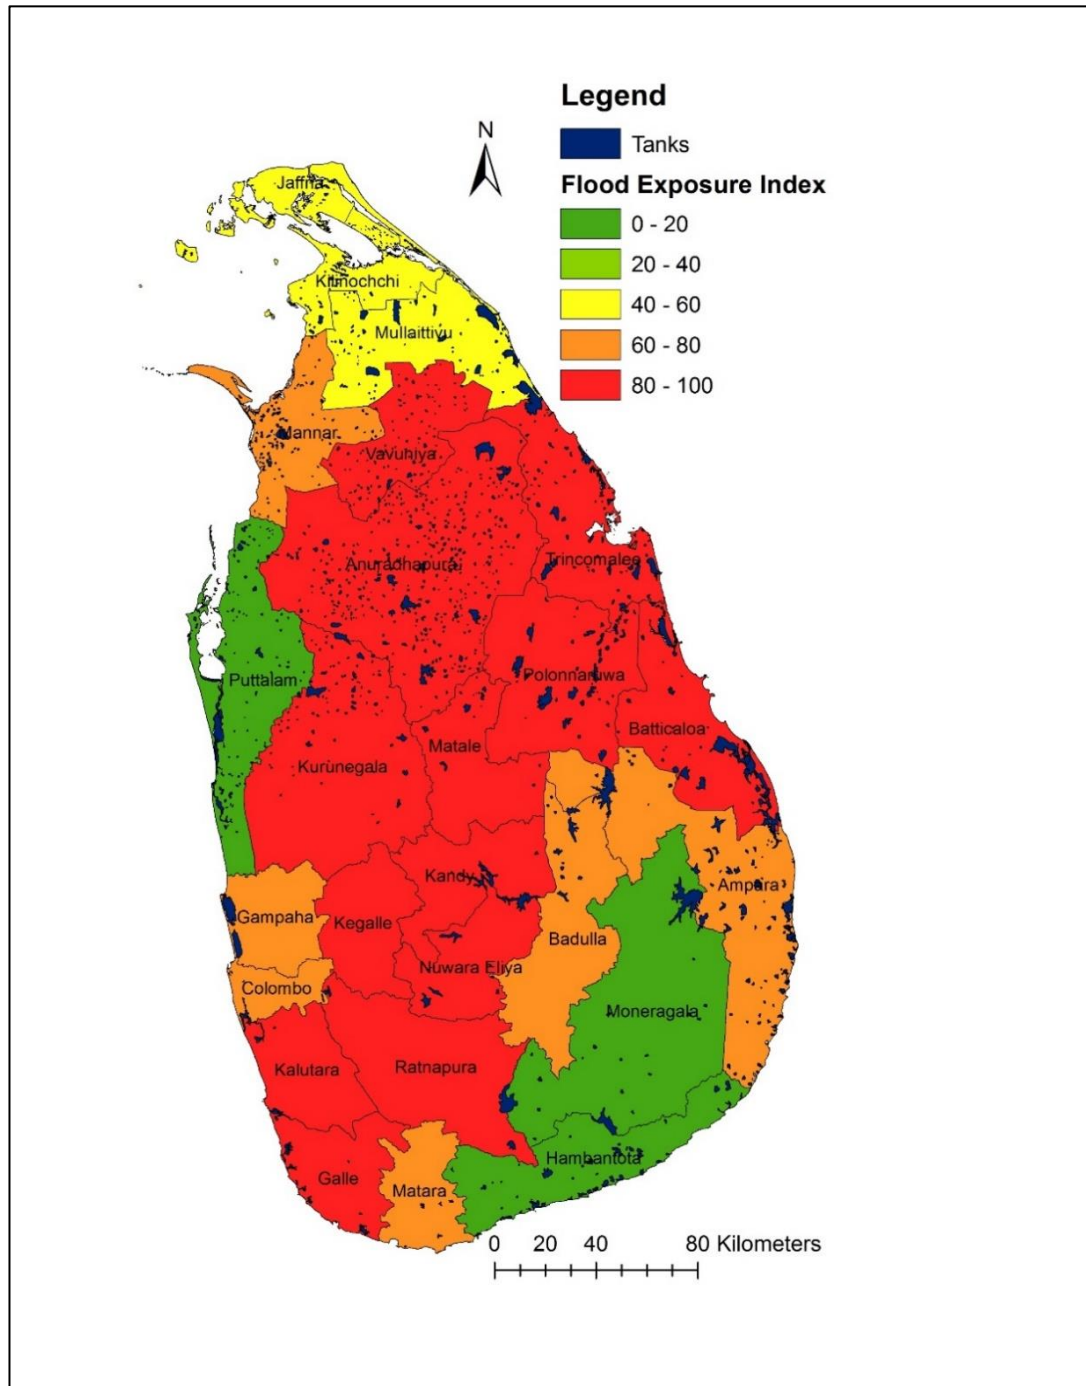 Legend
N
Tanks
Flood Exposure Index
0 - 20
20 - 40
40 - 60
60 - 80
80 - 100
Jaffna
Kilinochchi
Mullaittivu
Mannar
Vavuniya
Anuradhapura
Trincomalee
Puttalam
Polonnaruwa
Batticaloa
Matale
Kurunegala
Kandy
Ampara
Gampaha
Kegalle
Badulla
Nuwara Eliya
Colombo
Moneragala
Kalutara
Ratnapura
Hambantota
Galle
Matara
0 20 40 80 Kilometers